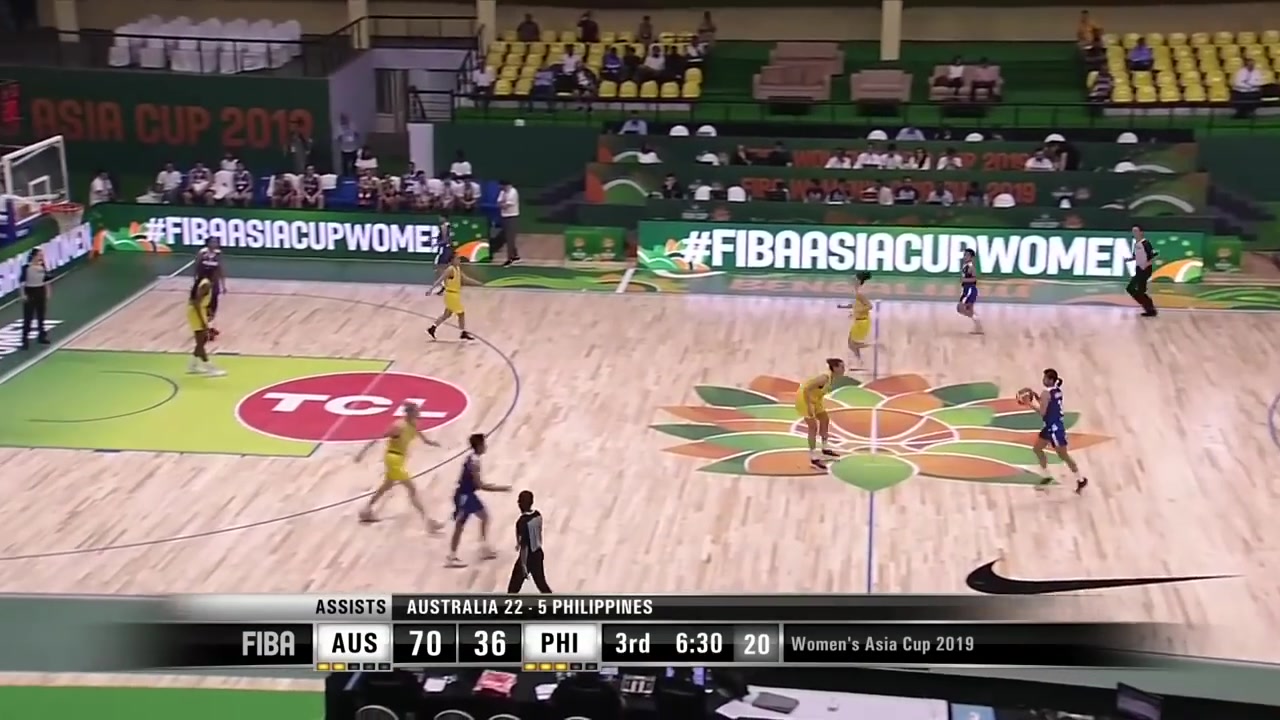 ASIA CUP 2019
#FIBAASIACUPWOMEN
#FIBAASIACUPWOMEN
WOMEN
TCL
ASSISTS AUSTRALIA 22 - 5 PHILIPPINES
FIBA AUS 70 36 PHI 3rd 6:30 20 Women's Asia Cup 2019